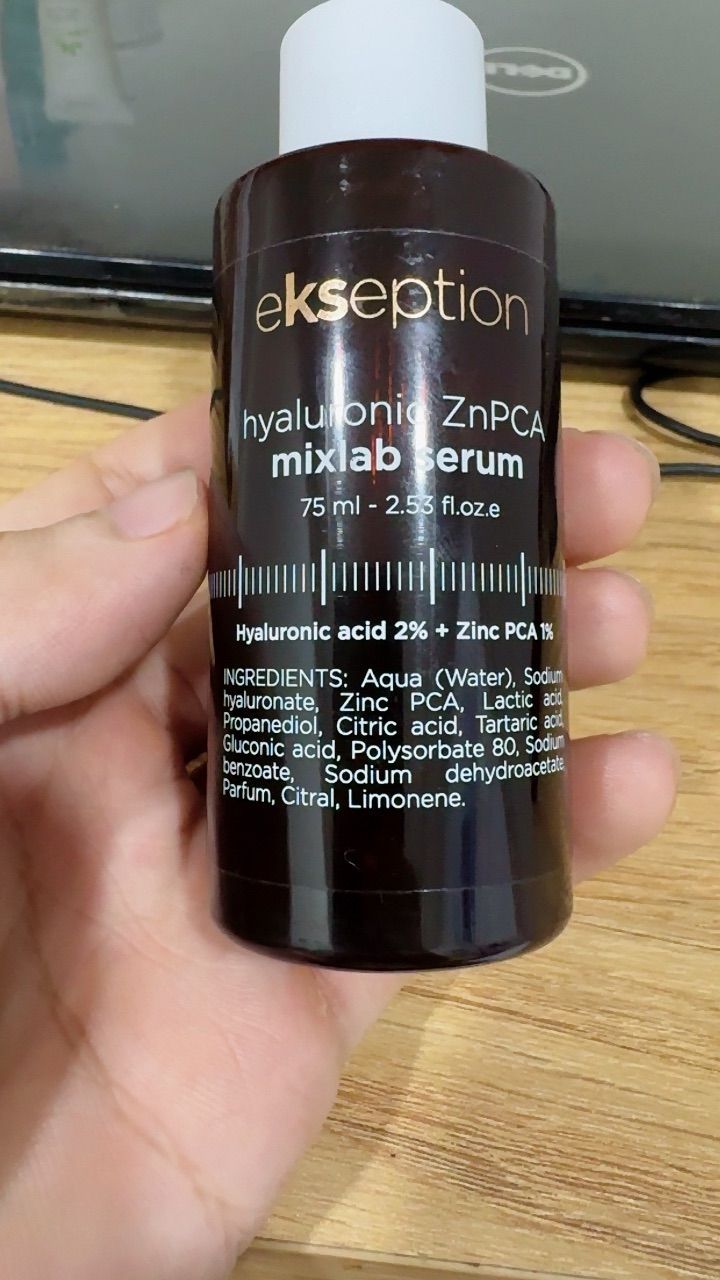 DELL
ekseption
hyaluronic ZnPCA
mixlab serum
75 ml - 2.53 fl.oz.e
Hyaluronic acid 2% + Zinc PCA 1%
INGREDIENTS: Aqua (Water), Sodium
hyaluronate, Zinc PCA, Lactic acid,
Propanediol, Citric acid, Tartaric acid,
Gluconic acid, Polysorbate 80, Sodium
benzoate, Sodium dehydroacetate,
Parfum, Citral, Limonene.